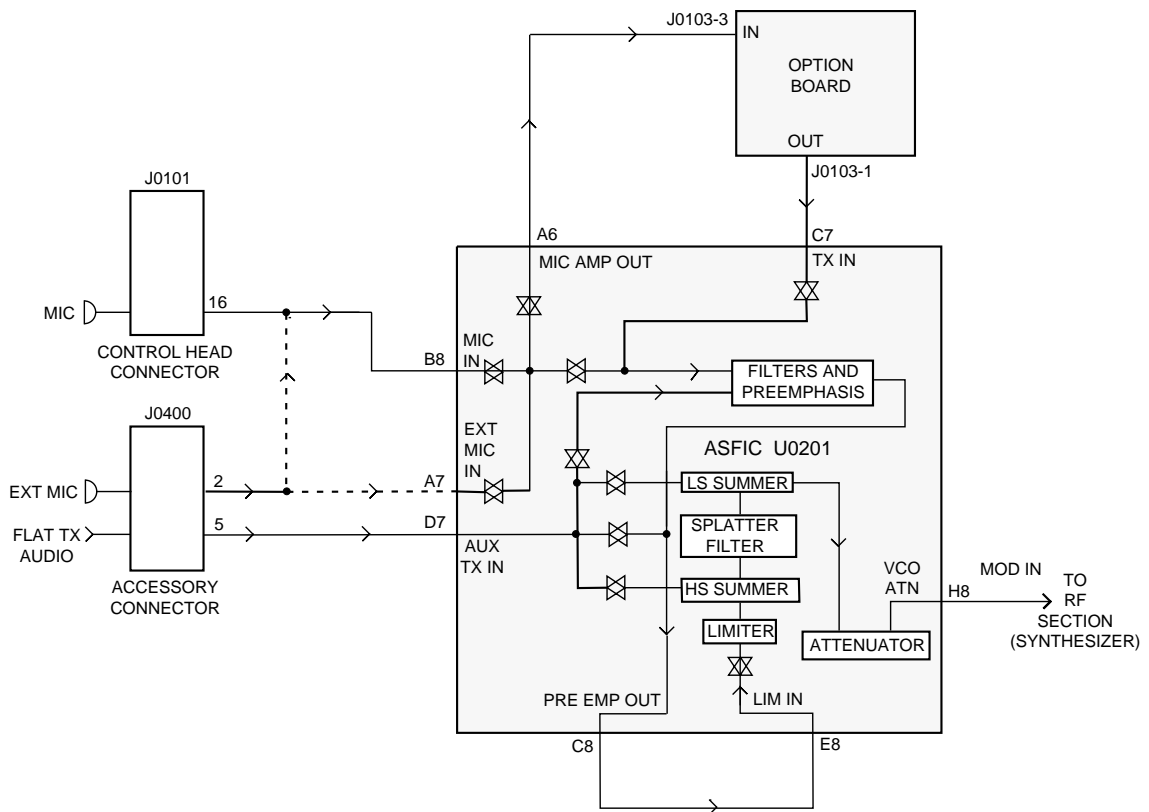 J0103-3
IN
OPTION
BOARD
OUT
J0103-1
J0101
A6
C7
MIC AMP OUT
TX IN
MIC
16
CONTROL HEAD
CONNECTOR
B8
MIC
IN
FILTERS AND
PREEMPHASIS
J0400
EXT
MIC
IN
ASFIC U0201
EXT MIC
2
A7
LS SUMMER
FLAT TX
AUDIO
5
D7
AUX
TX IN
SPLATTER
FILTER
ACCESSORY
CONNECTOR
HS SUMMER
VCO
ATN
H8
MOD IN
TO
RF
SECTION
(SYNTHESIZER)
LIMITER
ATTENUATOR
PRE EMP OUT
LIM IN
C8
E8